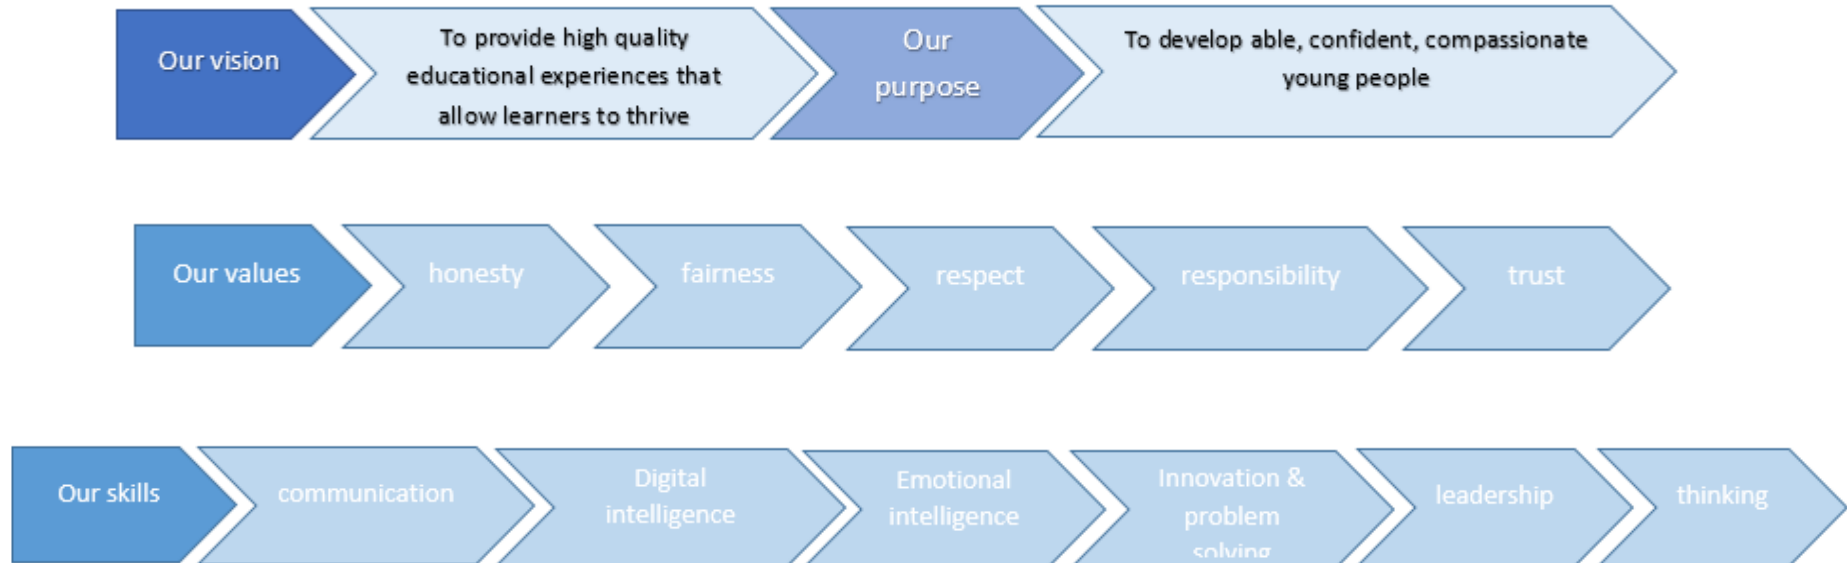 Our vision
To provide high quality
educational experiences that
allow learners to thrive
Our
purpose
To develop able, confident, compassionate
young people
Our values
honesty
fairness
respect
responsibility
trust
Our skills
communication
Digital
intelligence
Emotional
intelligence
Innovation &
problem
solving
leadership
thinking